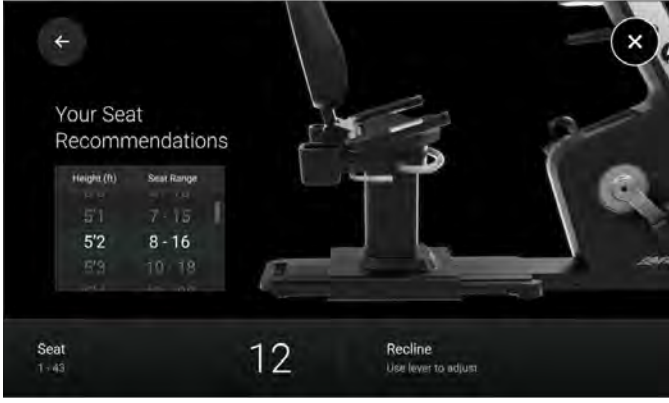 Your Seat
Recommendations
Height (ft) Seat Range
5'1 7 - 15
5'2 8 - 16
5'3 10 - 18
Seat
1 - 43
12
Recline
Use lever to adjust